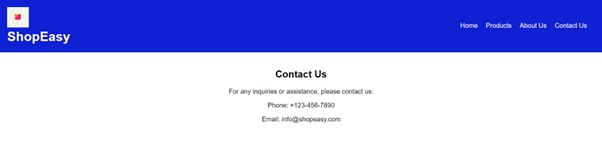 ShopEasy
Home Products About Us Contact Us
Contact Us
For any inquiries or assistance, please contact us:
Phone: +123-456-7890
Email: info@shopeasy.com